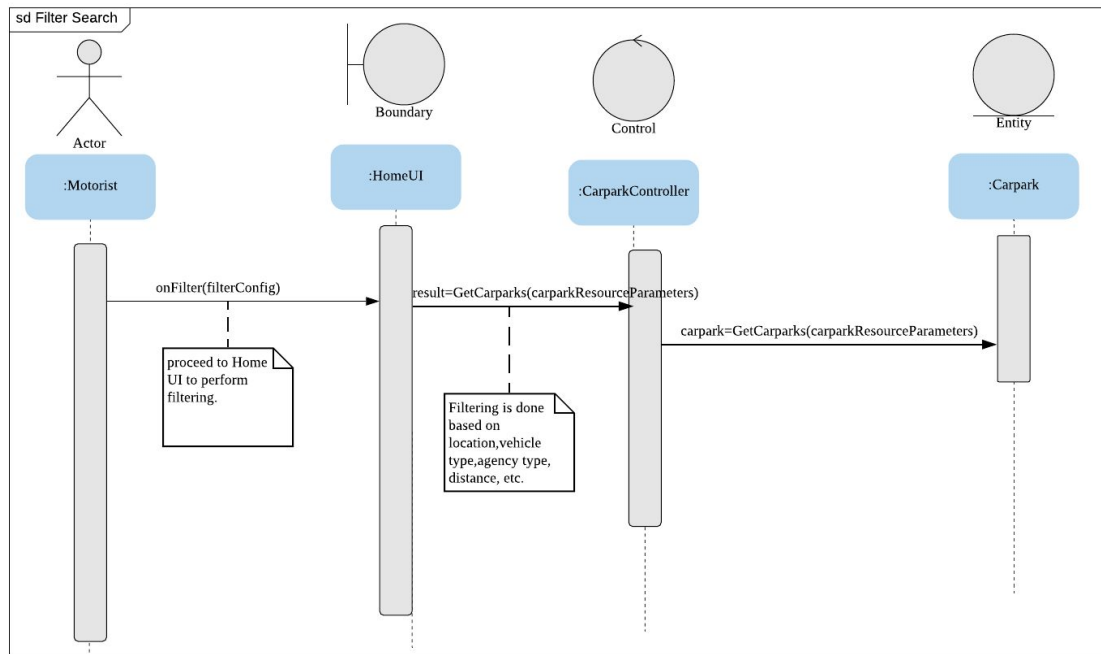 sd Filter Search
Actor
Boundary
Control
Entity
:Motorist
:HomeUI
:CarparkController
:Carpark
onFilter(filterConfig)
result=GetCarparks(carparkResourceParameters)
carpark=GetCarparks(carparkResourceParameters)
proceed to Home
UI to perform
filtering.
Filtering is done
based on
location,vehicle
type,agency type,
distance, etc.